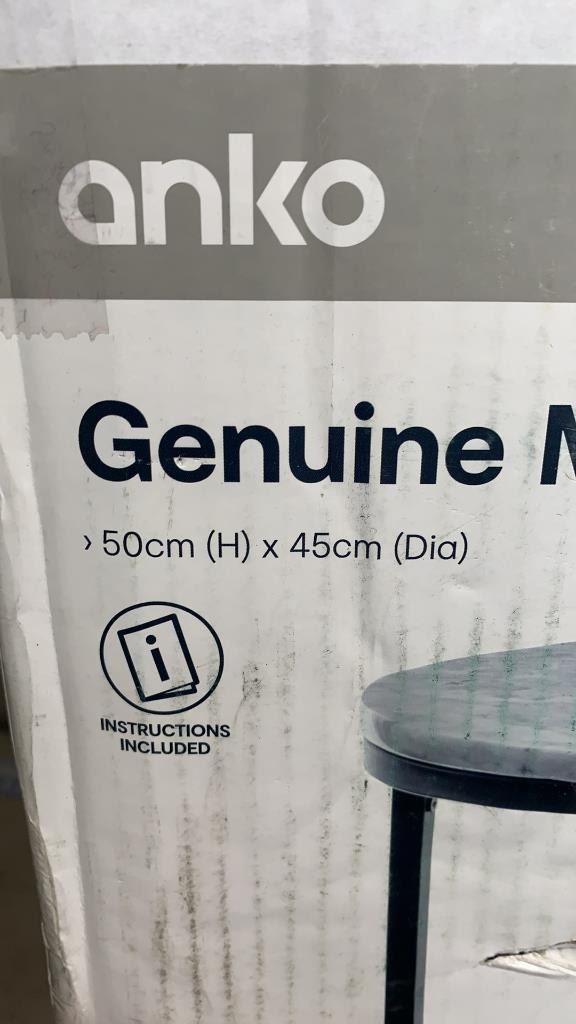 anko
Genuine M
› 50cm (H) x 45cm (Dia)
i
INSTRUCTIONS
INCLUDED